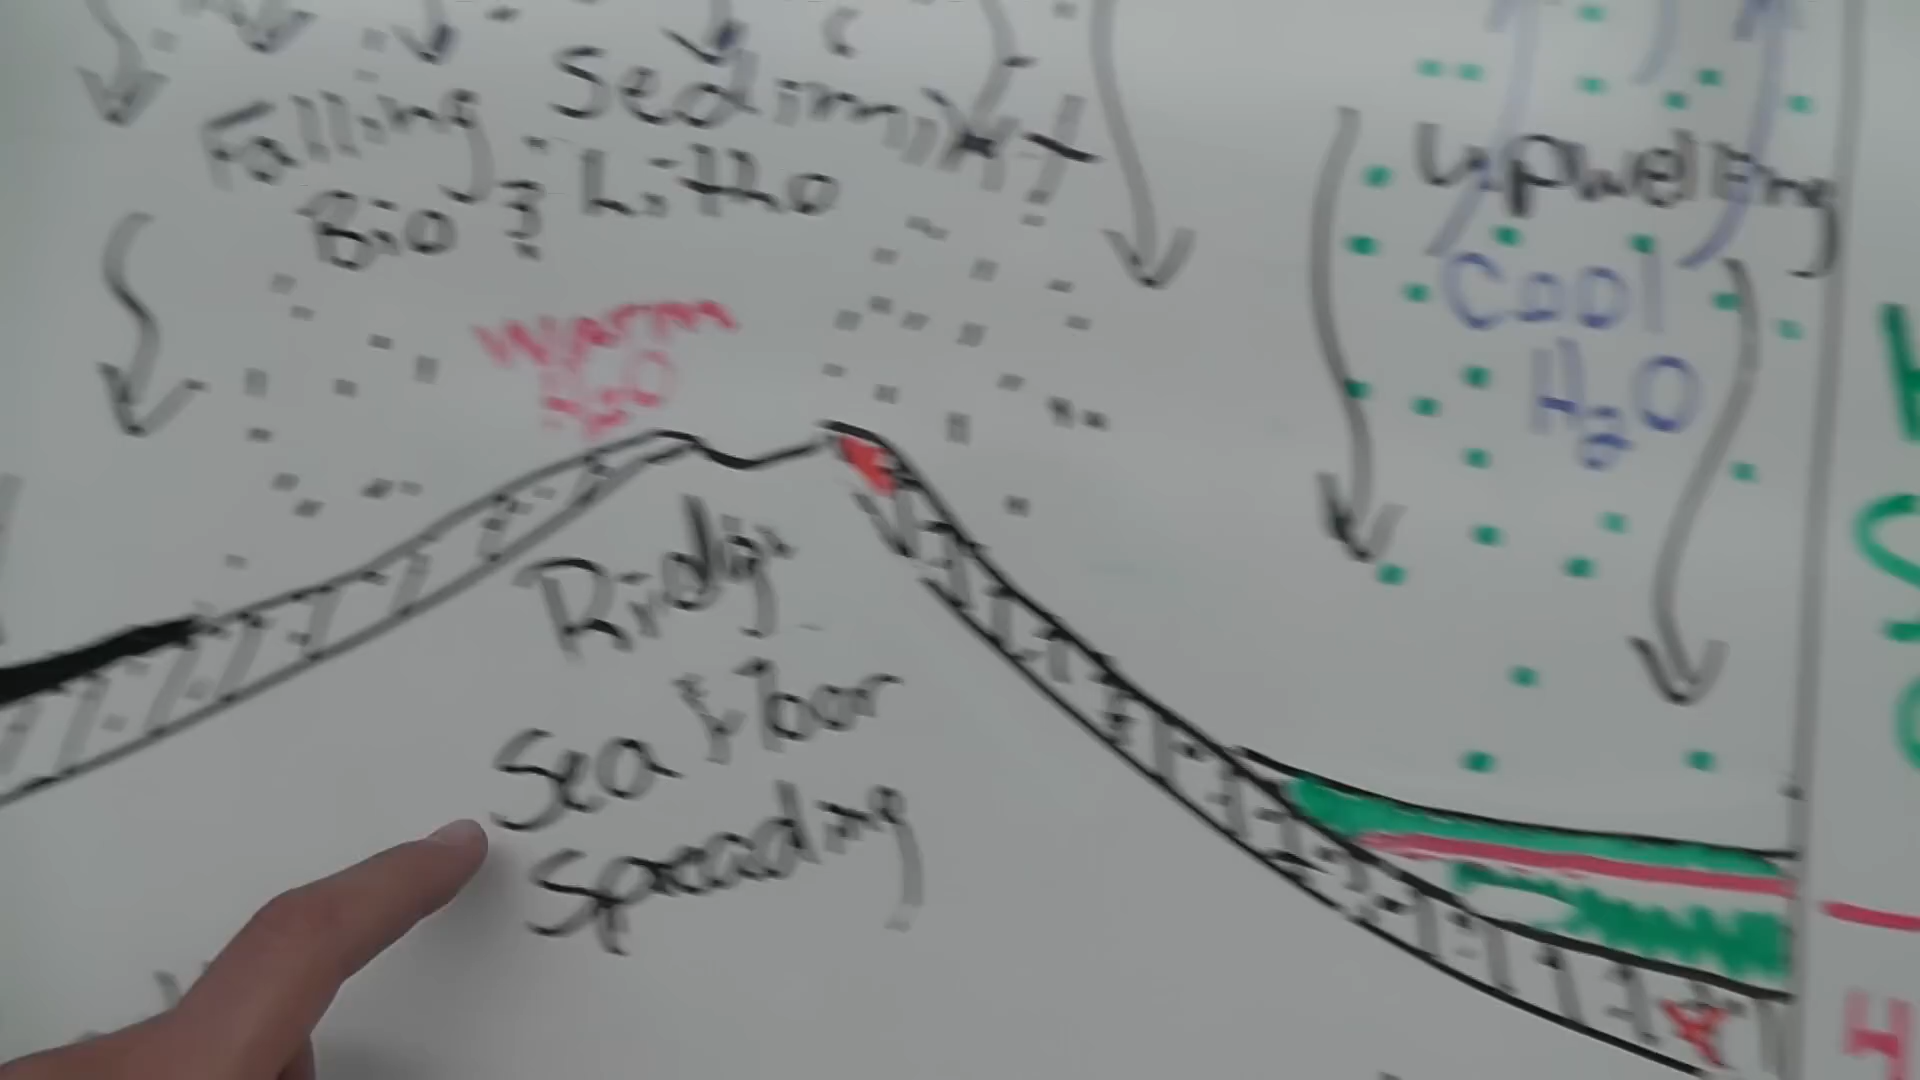 Falling Sediment!
Bio & Litho
Upwelling
Cool
H2O
Warm
H2O
Ridge
Sea floor
Spreading